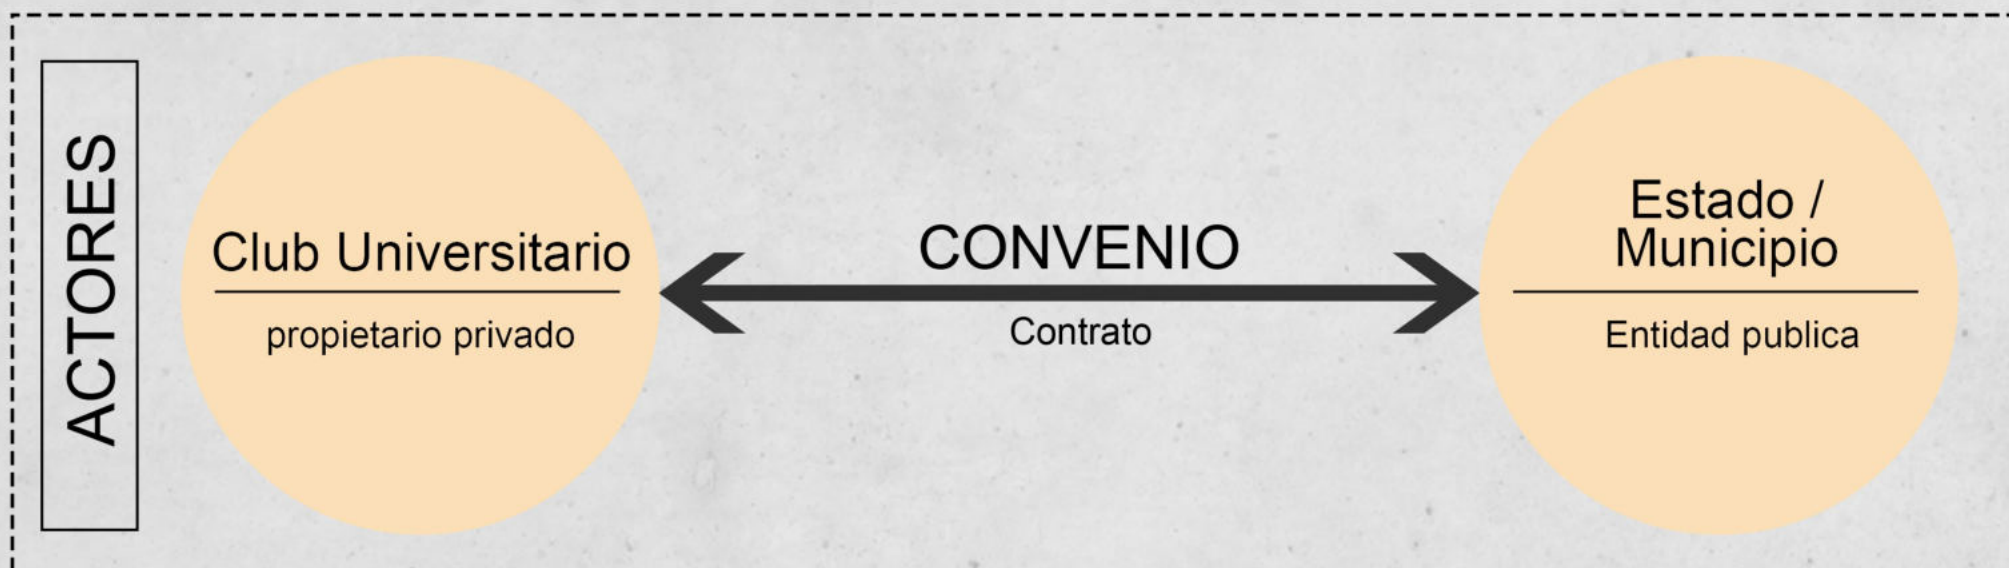 ACTORES
Club Universitario
propietario privado
CONVENIO
Contrato
Estado /
Municipio
Entidad publica